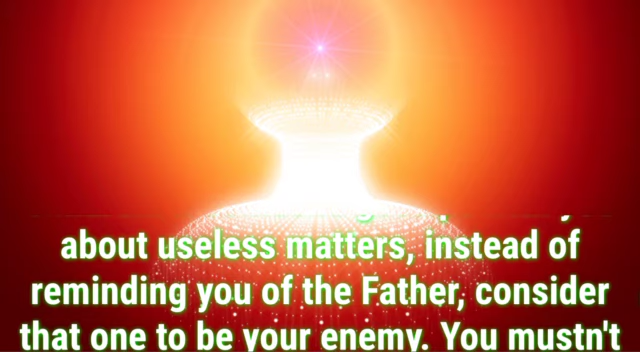 about useless matters, instead of
reminding you of the Father, consider
that one to be your enemy. You mustn't